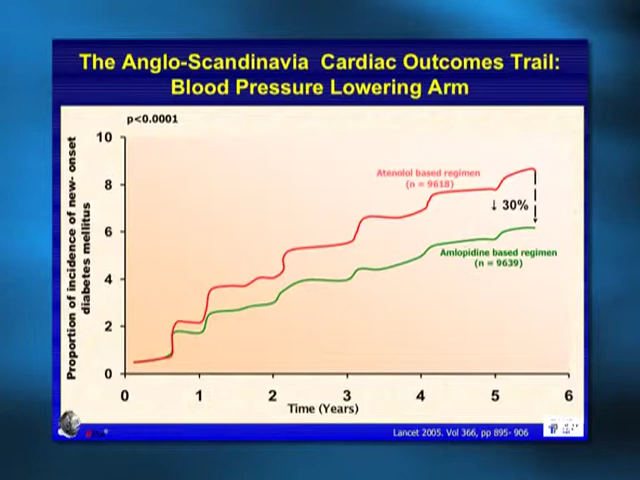 The Anglo-Scandinavia Cardiac Outcomes Trail:
Blood Pressure Lowering Arm
p<0.0001
Proportion of incidence of new- onset
diabetes mellitus
10
8
6
4
2
0
Atenolol based regimen
(n = 9618)
↓ 30%
Amlopidine based regimen
(n = 9639)
0 1 2 3 4 5 6
Time (Years)
Lancet 2005. Vol 366, pp 895- 906